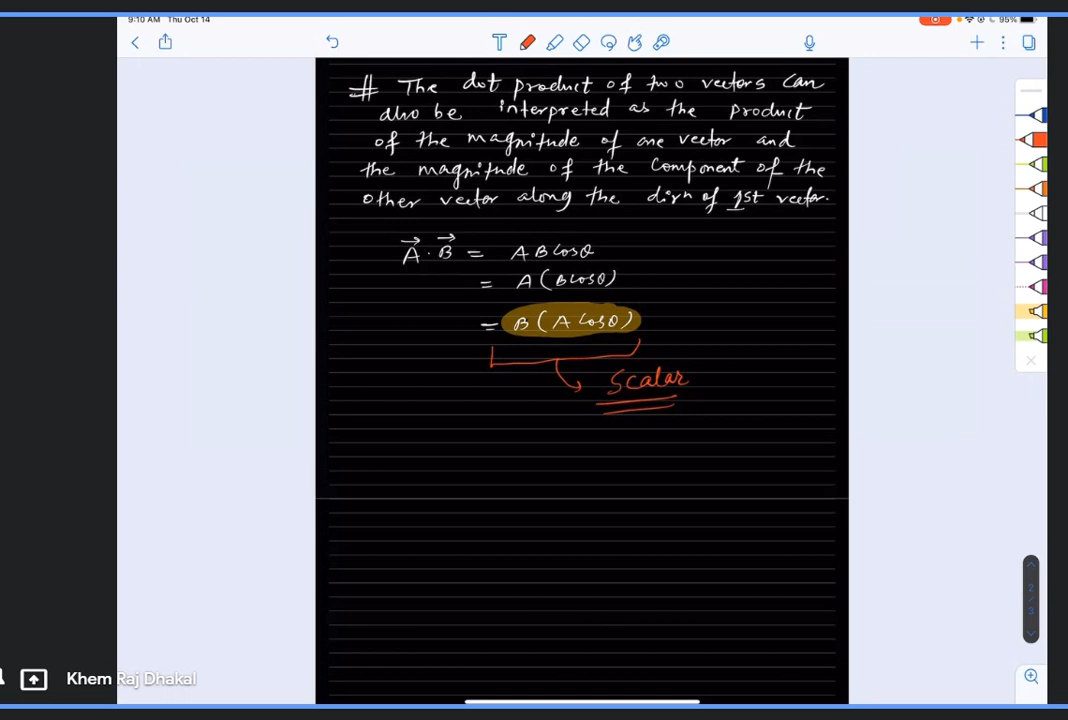 9:10 AM Thu Oct 14
95%
# The dot product of two vectors can
also be interpreted as the product
of the magnitude of one vector and
the magnitude of the component of the
other vector along the dirn of 1st vector.
A⃗ · B⃗ = A B cosθ
= A (B cosθ)
= B (A cosθ)
Scalar
2
/
3
Khem Raj Dhakal